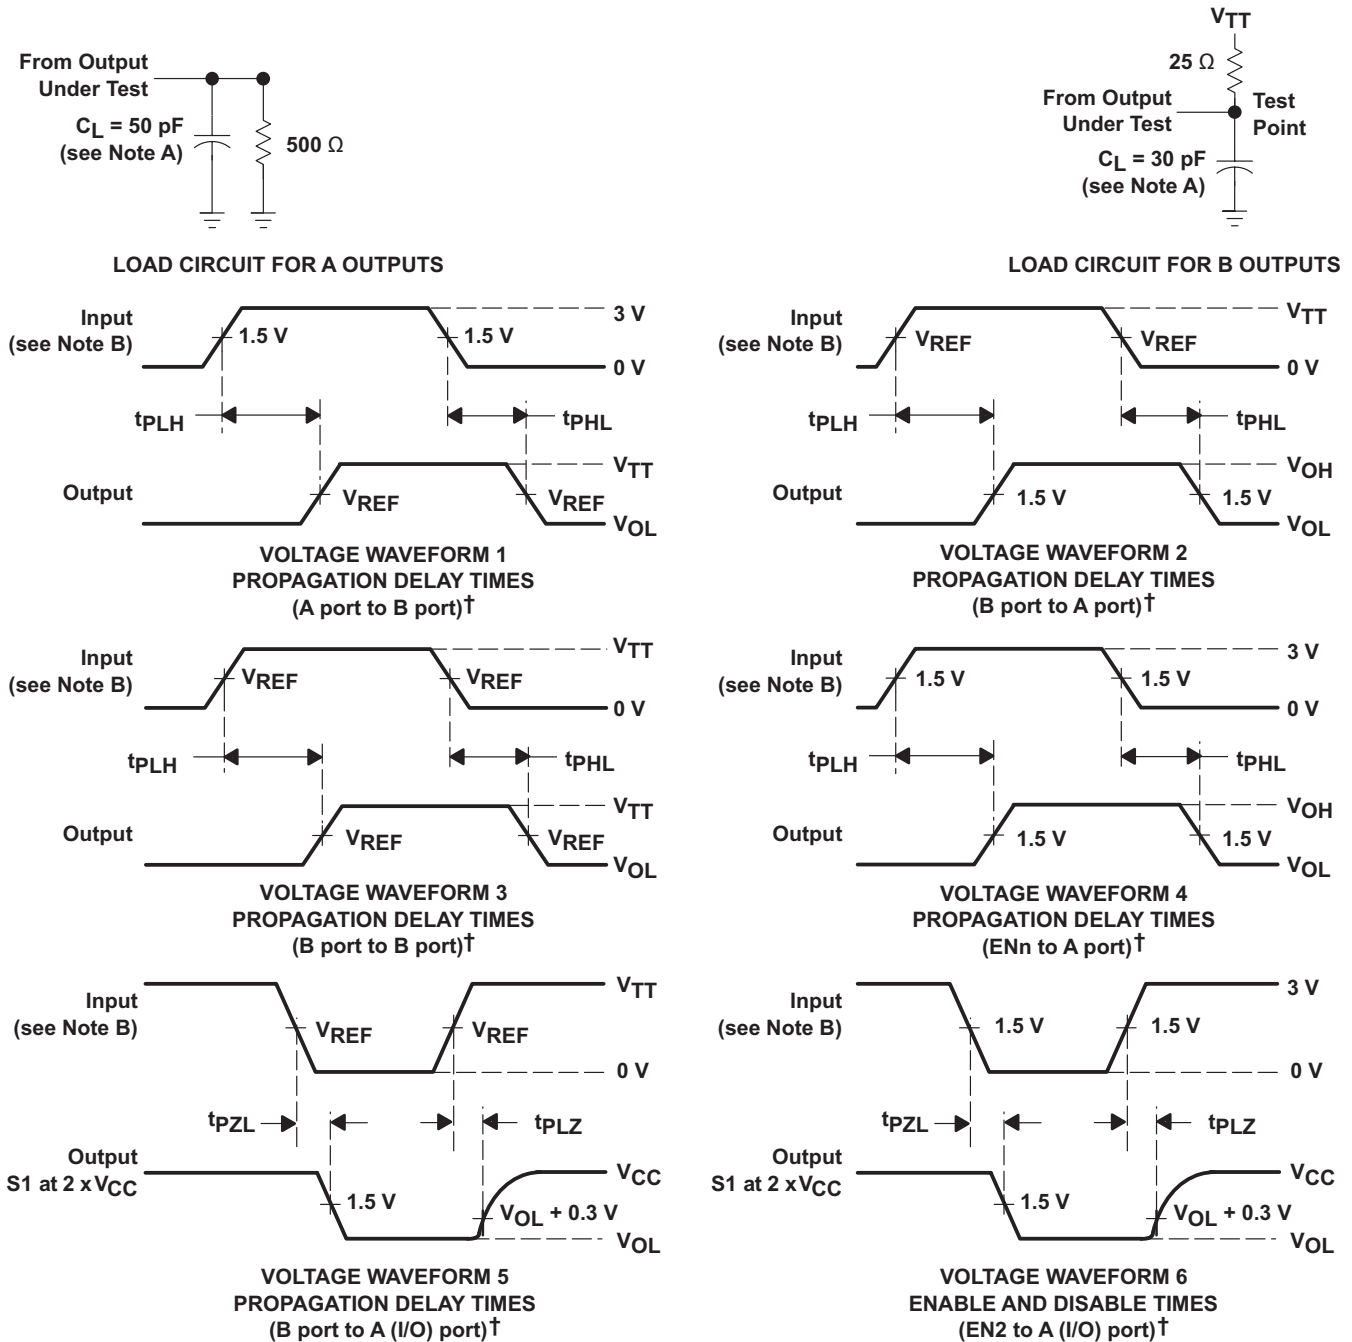 From Output
Under Test
CL = 50 pF
(see Note A)
500 Ω
LOAD CIRCUIT FOR A OUTPUTS
VTT
25 Ω
From Output
Under Test
Test
Point
CL = 30 pF
(see Note A)
LOAD CIRCUIT FOR B OUTPUTS
Input
(see Note B)
1.5 V
1.5 V
3 V
0 V
tPLH
tPHL
Output
VREF
VREF
VTT
VOL
VOLTAGE WAVEFORM 1
PROPAGATION DELAY TIMES
(A port to B port)†
Input
(see Note B)
VREF
VREF
VTT
0 V
tPLH
tPHL
Output
1.5 V
1.5 V
VOH
VOL
VOLTAGE WAVEFORM 2
PROPAGATION DELAY TIMES
(B port to A port)†
Input
(see Note B)
VREF
VREF
VTT
0 V
tPLH
tPHL
Output
VREF
VREF
VTT
VOL
VOLTAGE WAVEFORM 3
PROPAGATION DELAY TIMES
(B port to B port)†
Input
(see Note B)
1.5 V
1.5 V
3 V
0 V
tPLH
tPHL
Output
1.5 V
1.5 V
VOH
VOL
VOLTAGE WAVEFORM 4
PROPAGATION DELAY TIMES
(ENn to A port)†
Input
(see Note B)
VREF
VREF
VTT
0 V
tPZL
tPLZ
Output
S1 at 2 x VCC
1.5 V
VOL + 0.3 V
VCC
VOL
VOLTAGE WAVEFORM 5
PROPAGATION DELAY TIMES
(B port to A (I/O) port)†
Input
(see Note B)
1.5 V
1.5 V
3 V
0 V
tPZL
tPLZ
Output
S1 at 2 x VCC
1.5 V
VOL + 0.3 V
VCC
VOL
VOLTAGE WAVEFORM 6
ENABLE AND DISABLE TIMES
(EN2 to A (I/O) port)†